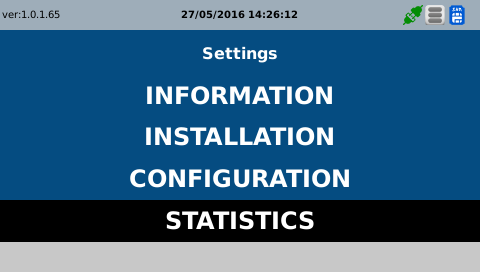 ver:1.0.1.65 27/05/2016 14:26:12
Settings
INFORMATION
INSTALLATION
CONFIGURATION
STATISTICS